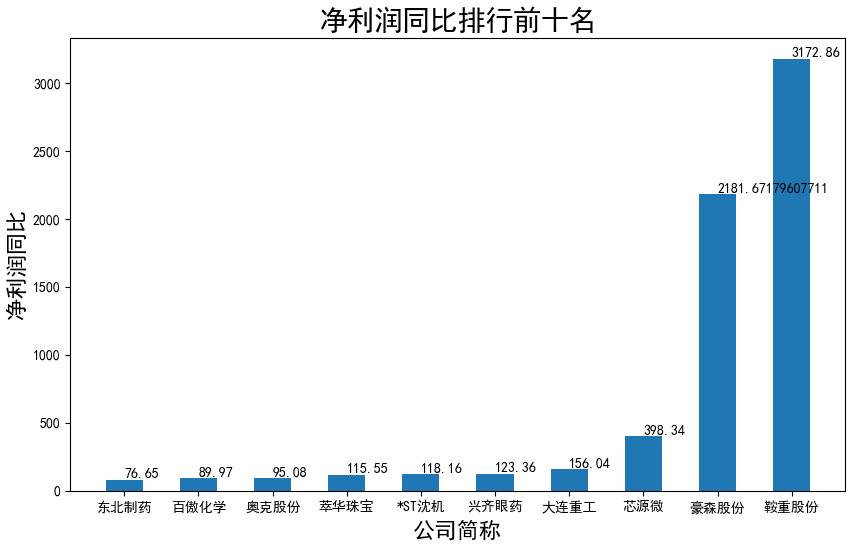 净利润同比排行前十名
净利润同比
3000
2500
2000
1500
1000
500
0
76.65
89.97
95.08
115.55
118.16
123.36
156.04
398.34
2181.67179607711
3172.86
东北制药
百傲化学
奥克股份
萃华珠宝
*ST沈机
兴齐眼药
大连重工
芯源微
豪森股份
鞍重股份
公司简称